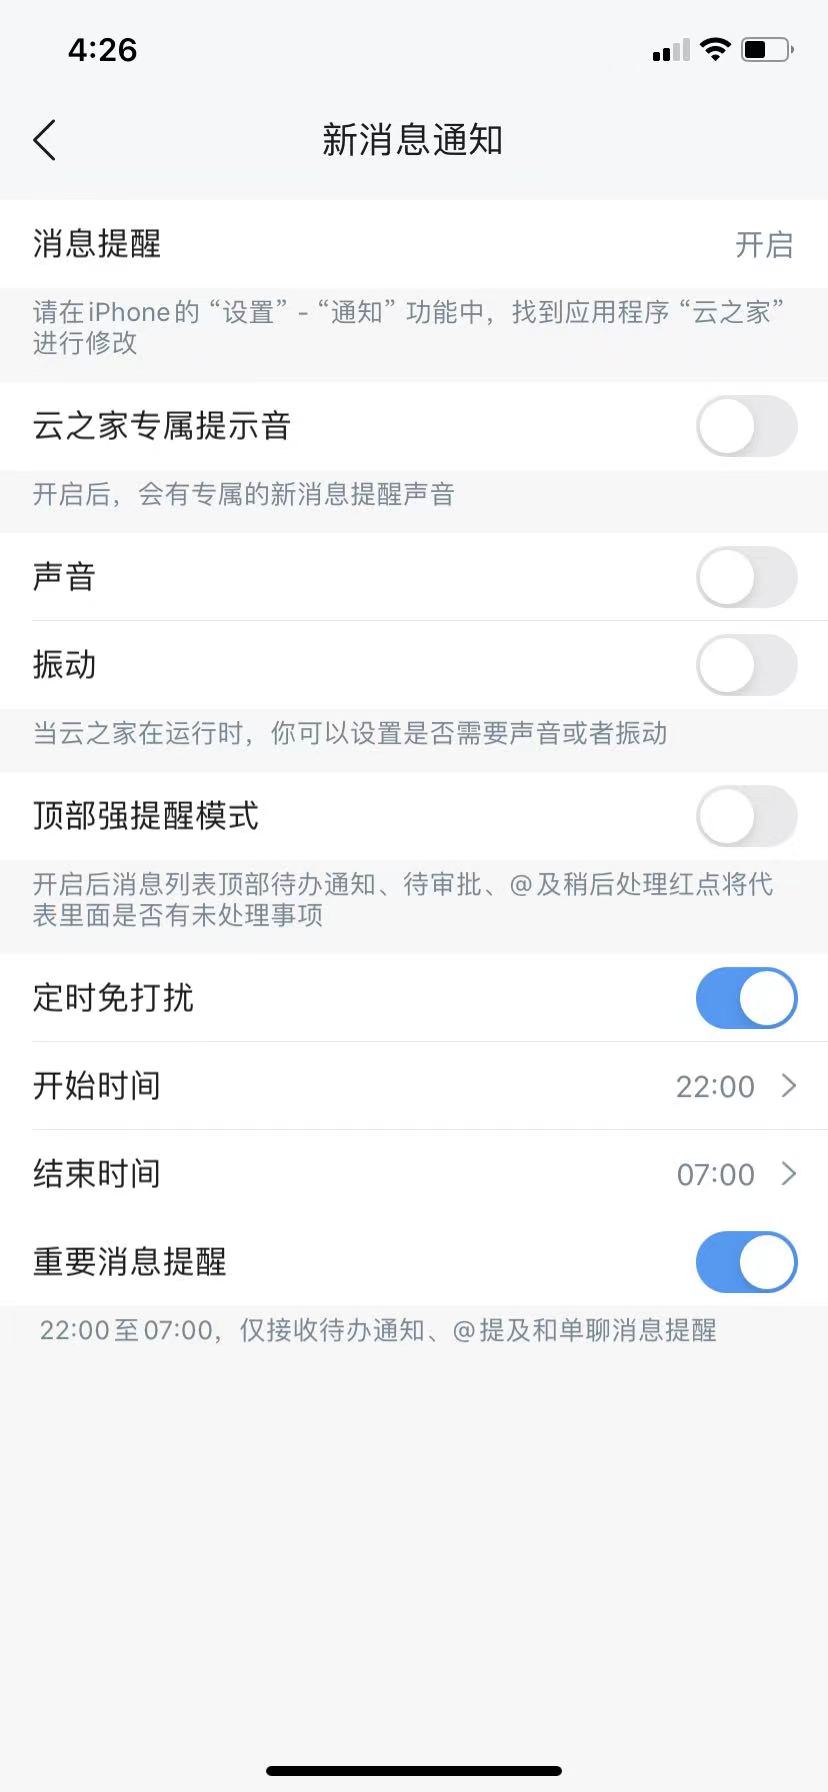 4:26
新消息通知
消息提醒 开启
请在iPhone的“设置”-“通知”功能中，找到应用程序“云之家”
进行修改
云之家专属提示音
开启后，会有专属的新消息提醒声音
声音
振动
当云之家在运行时，你可以设置是否需要声音或者振动
顶部强提醒模式
开启后消息列表顶部待办通知、待审批、@及稍后处理红点将代
表里面是否有未处理事项
定时免打扰
开始时间 22:00
结束时间 07:00
重要消息提醒
22:00至07:00，仅接收待办通知、@提及和单聊消息提醒